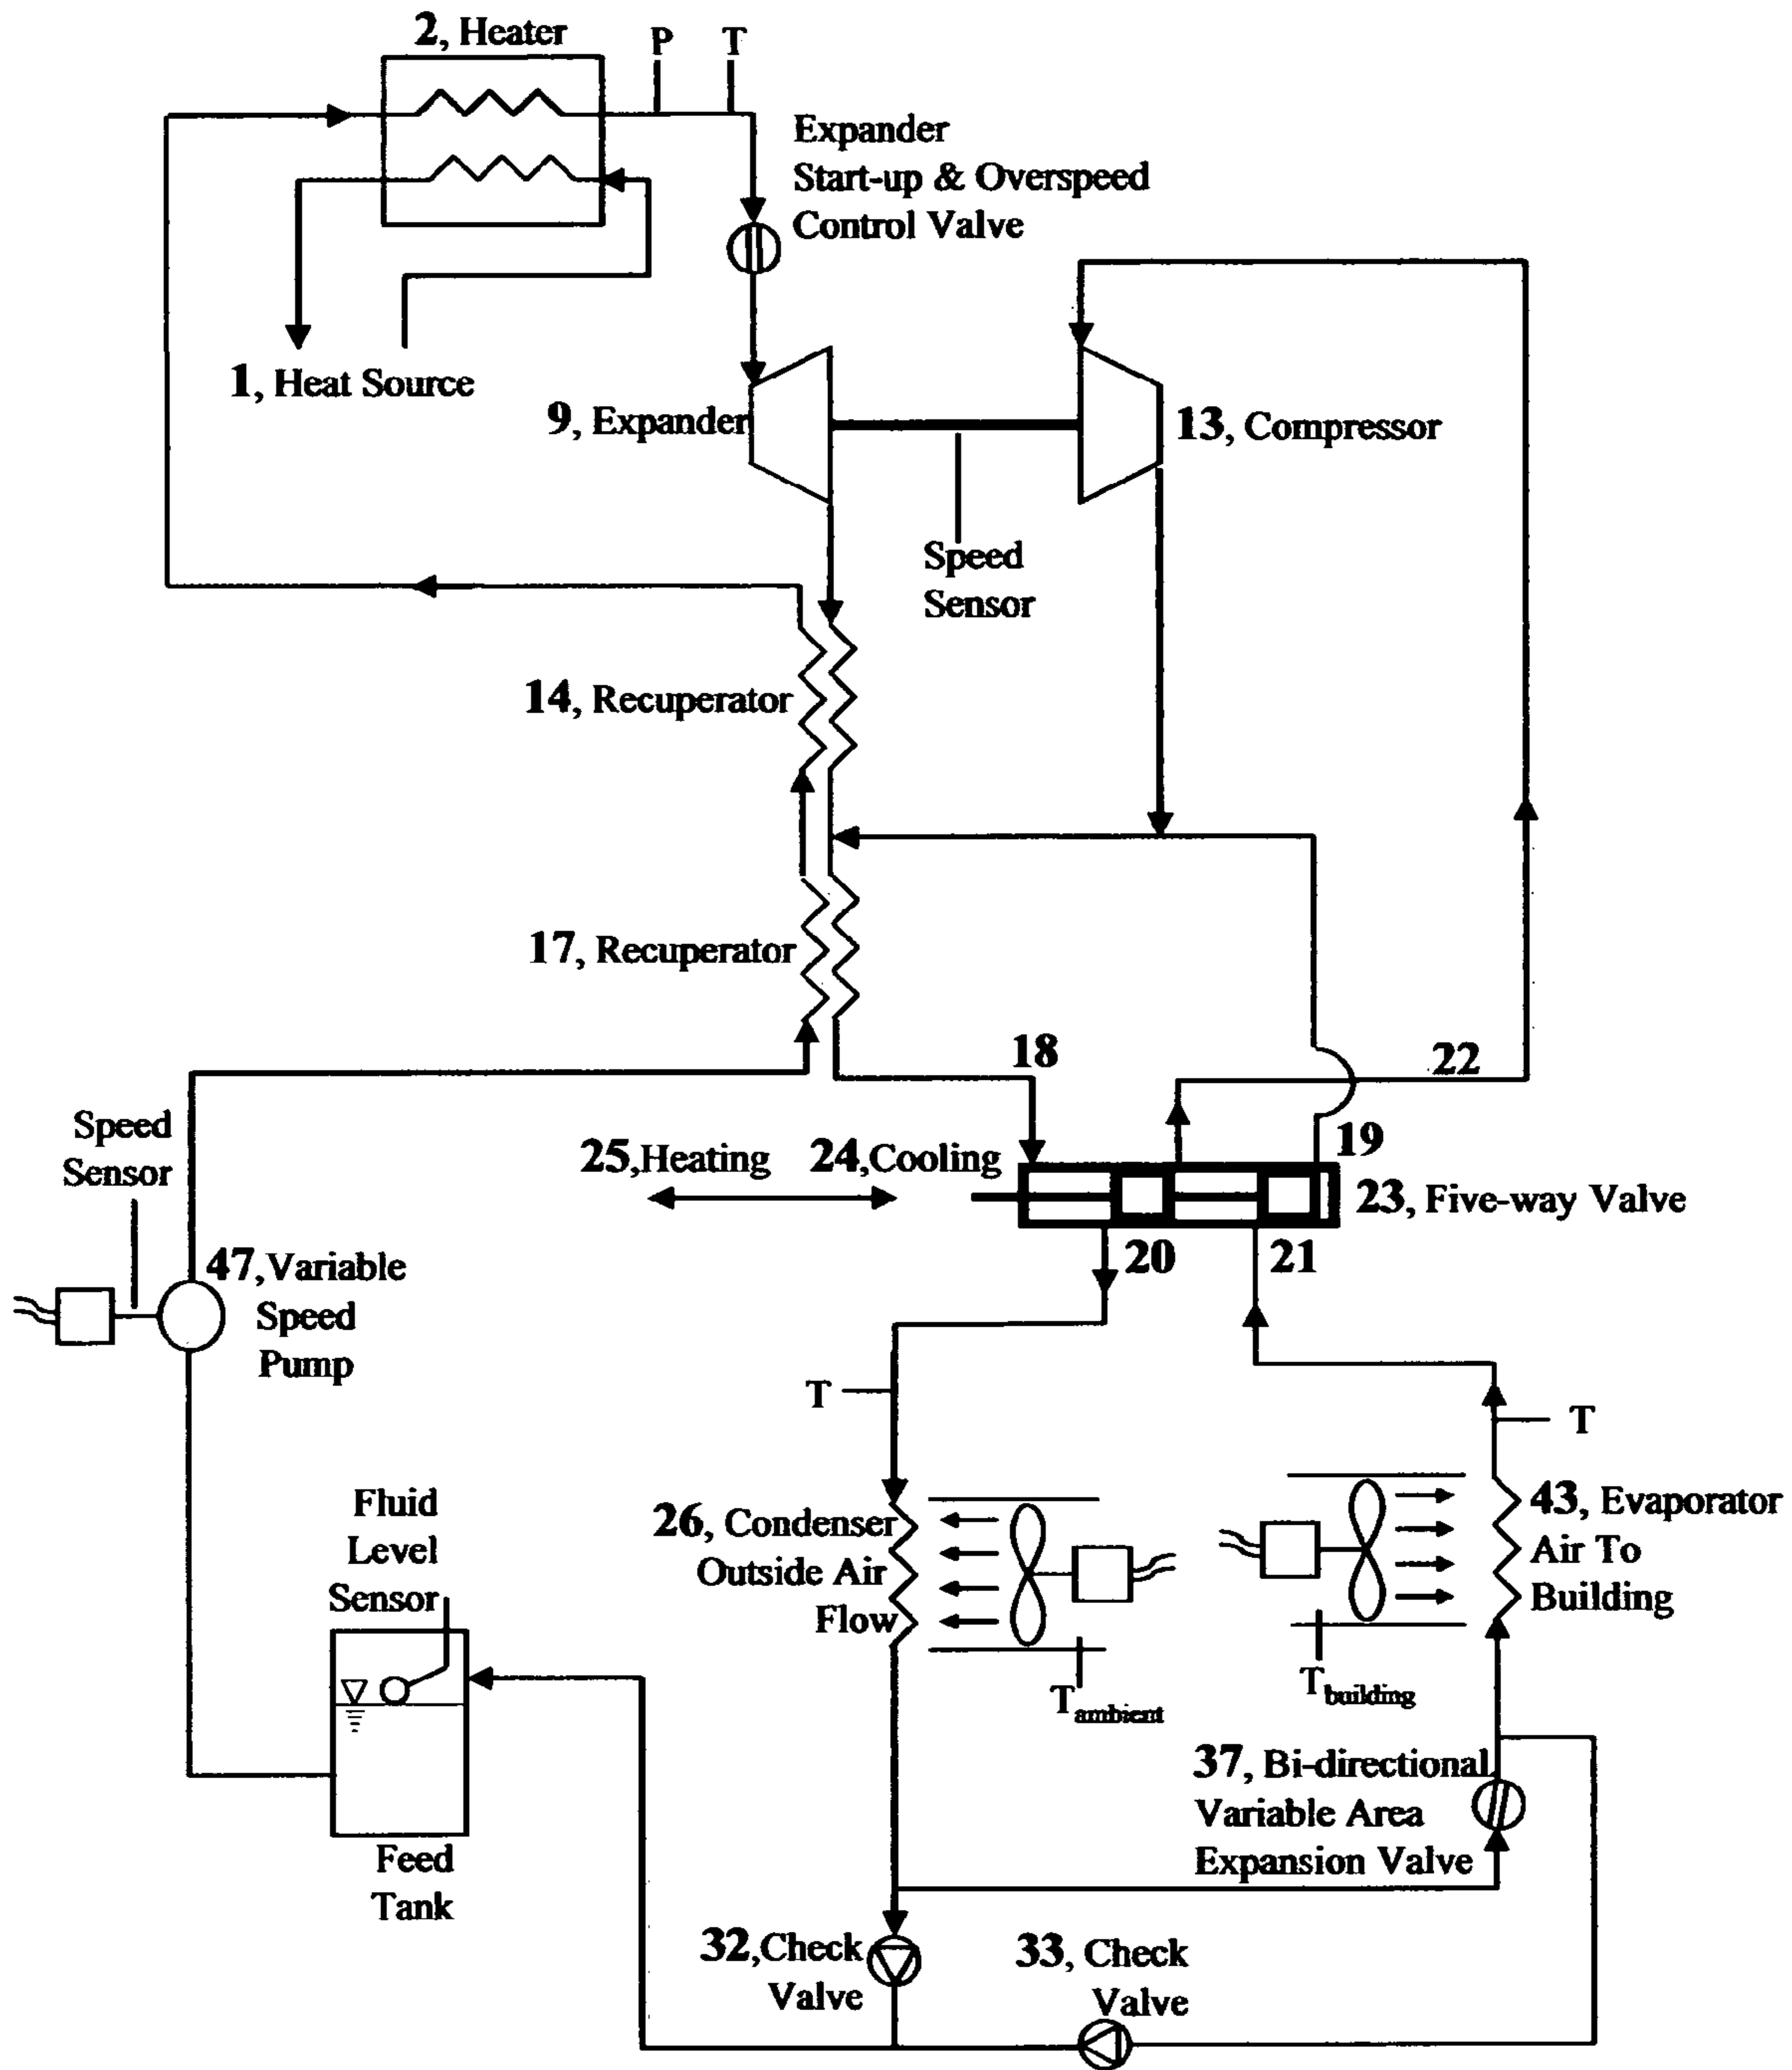 2, Heater
P
T
Expander
Start-up & Overspeed
Control Valve
1, Heat Source
9, Expander
13, Compressor
Speed
Sensor
14, Recuperator
17, Recuperator
18
22
19
Speed
Sensor
25,Heating
24,Cooling
23, Five-way Valve
20
21
47,Variable
Speed
Pump
T
T
Fluid
Level
Sensor
26, Condenser
Outside Air
Flow
43, Evaporator
Air To
Building
Tambient
Tbuilding
37, Bi-directional
Variable Area
Expansion Valve
Feed
Tank
32,Check
Valve
33, Check
Valve